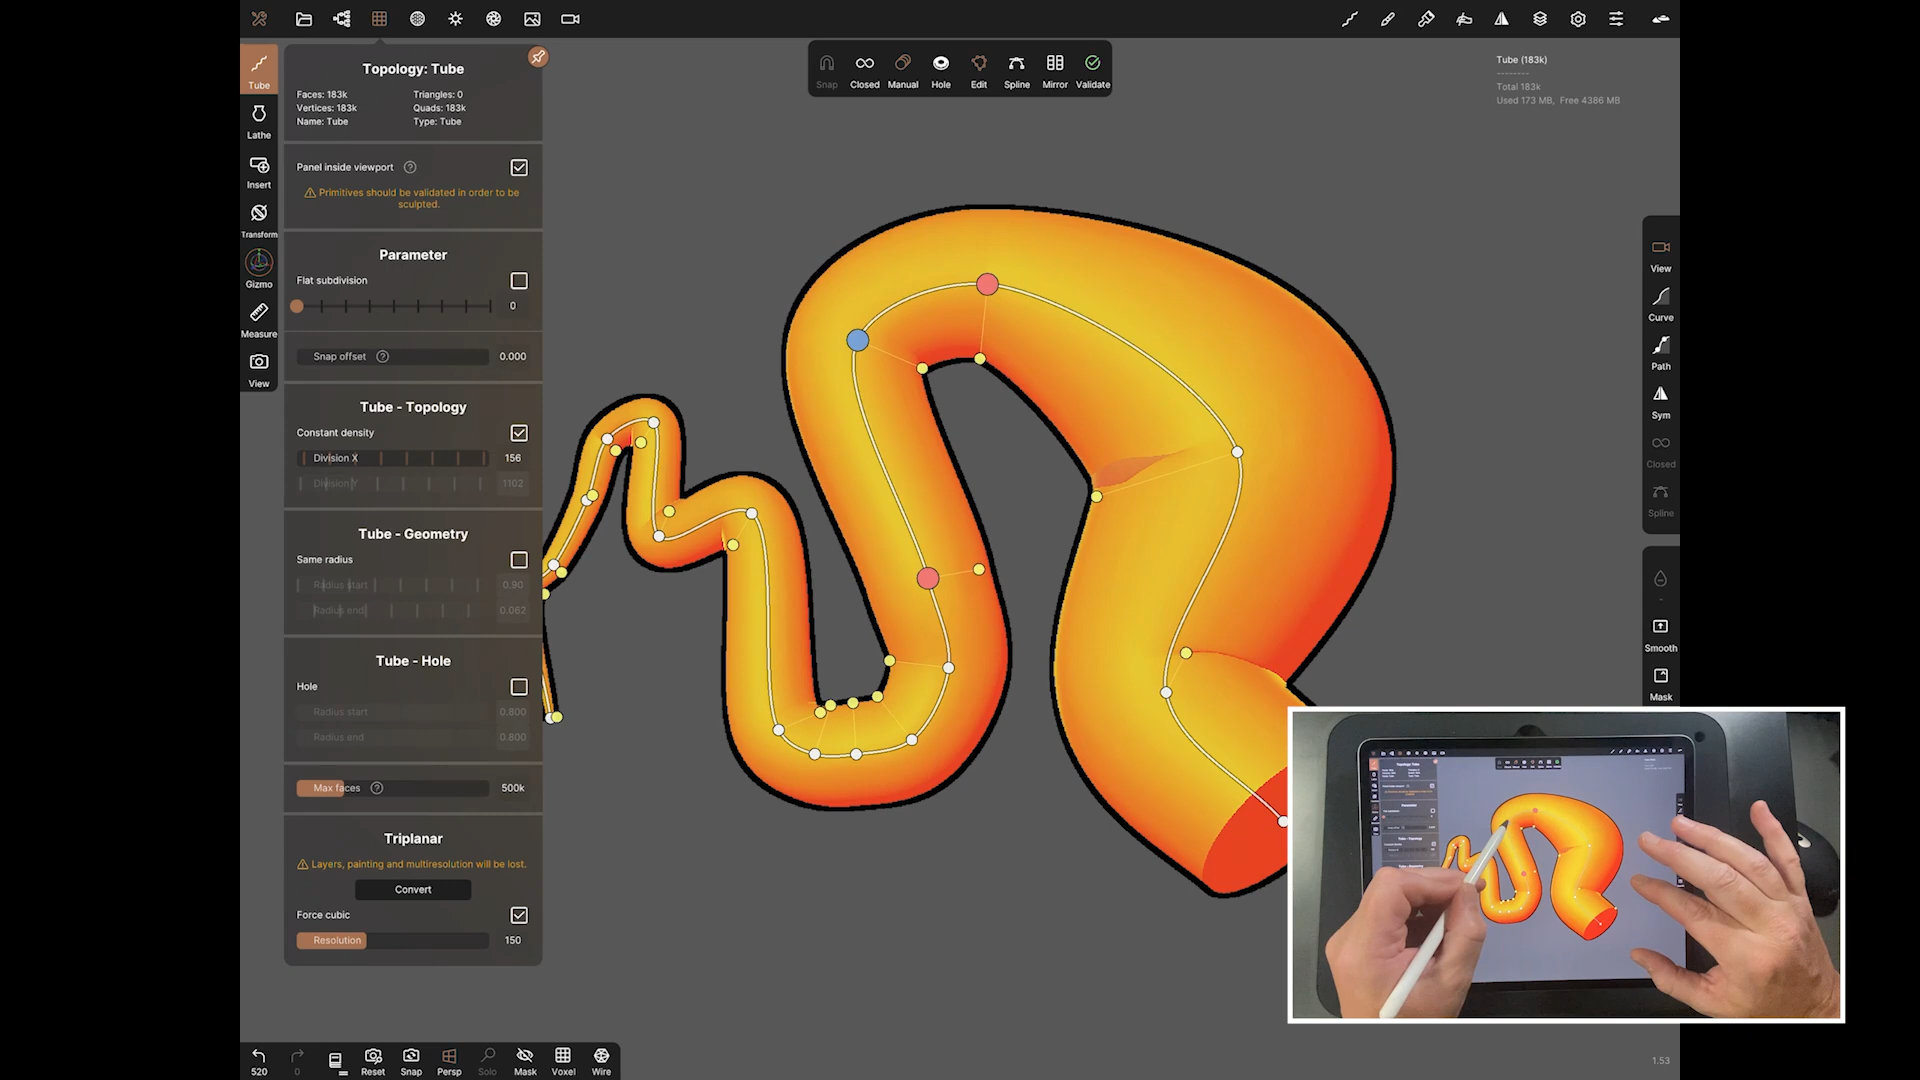 Tube
Lathe
Insert
Transform
Gizmo
Measure
View
Topology: Tube
Faces: 183k
Triangles: 0
Vertices: 183k
Quads: 183k
Name: Tube
Type: Tube
Panel inside viewport ?
Primitives should be validated in order to be
sculpted.
Parameter
Flat subdivision
0
Snap offset ? 0.000
Tube - Topology
Constant density
Division X 156
Division Y 1102
Tube - Geometry
Same radius
Radius start 0.90
Radius end 0.062
Tube - Hole
Hole
Radius start 0.800
Radius end 0.800
Max faces ? 500k
Triplanar
Layers, painting and multiresolution will be lost.
Convert
Force cubic
Resolution 150
Snap Closed Manual Hole Edit Spline Mirror Validate
Tube (183k)
--------
Total 183k
Used 173 MB, Free 4386 MB
View
Curve
Path
Sym
Closed
Spline
-
Smooth
Mask
520 0 Reset Snap Persp Solo Mask Voxel Wire
1.53